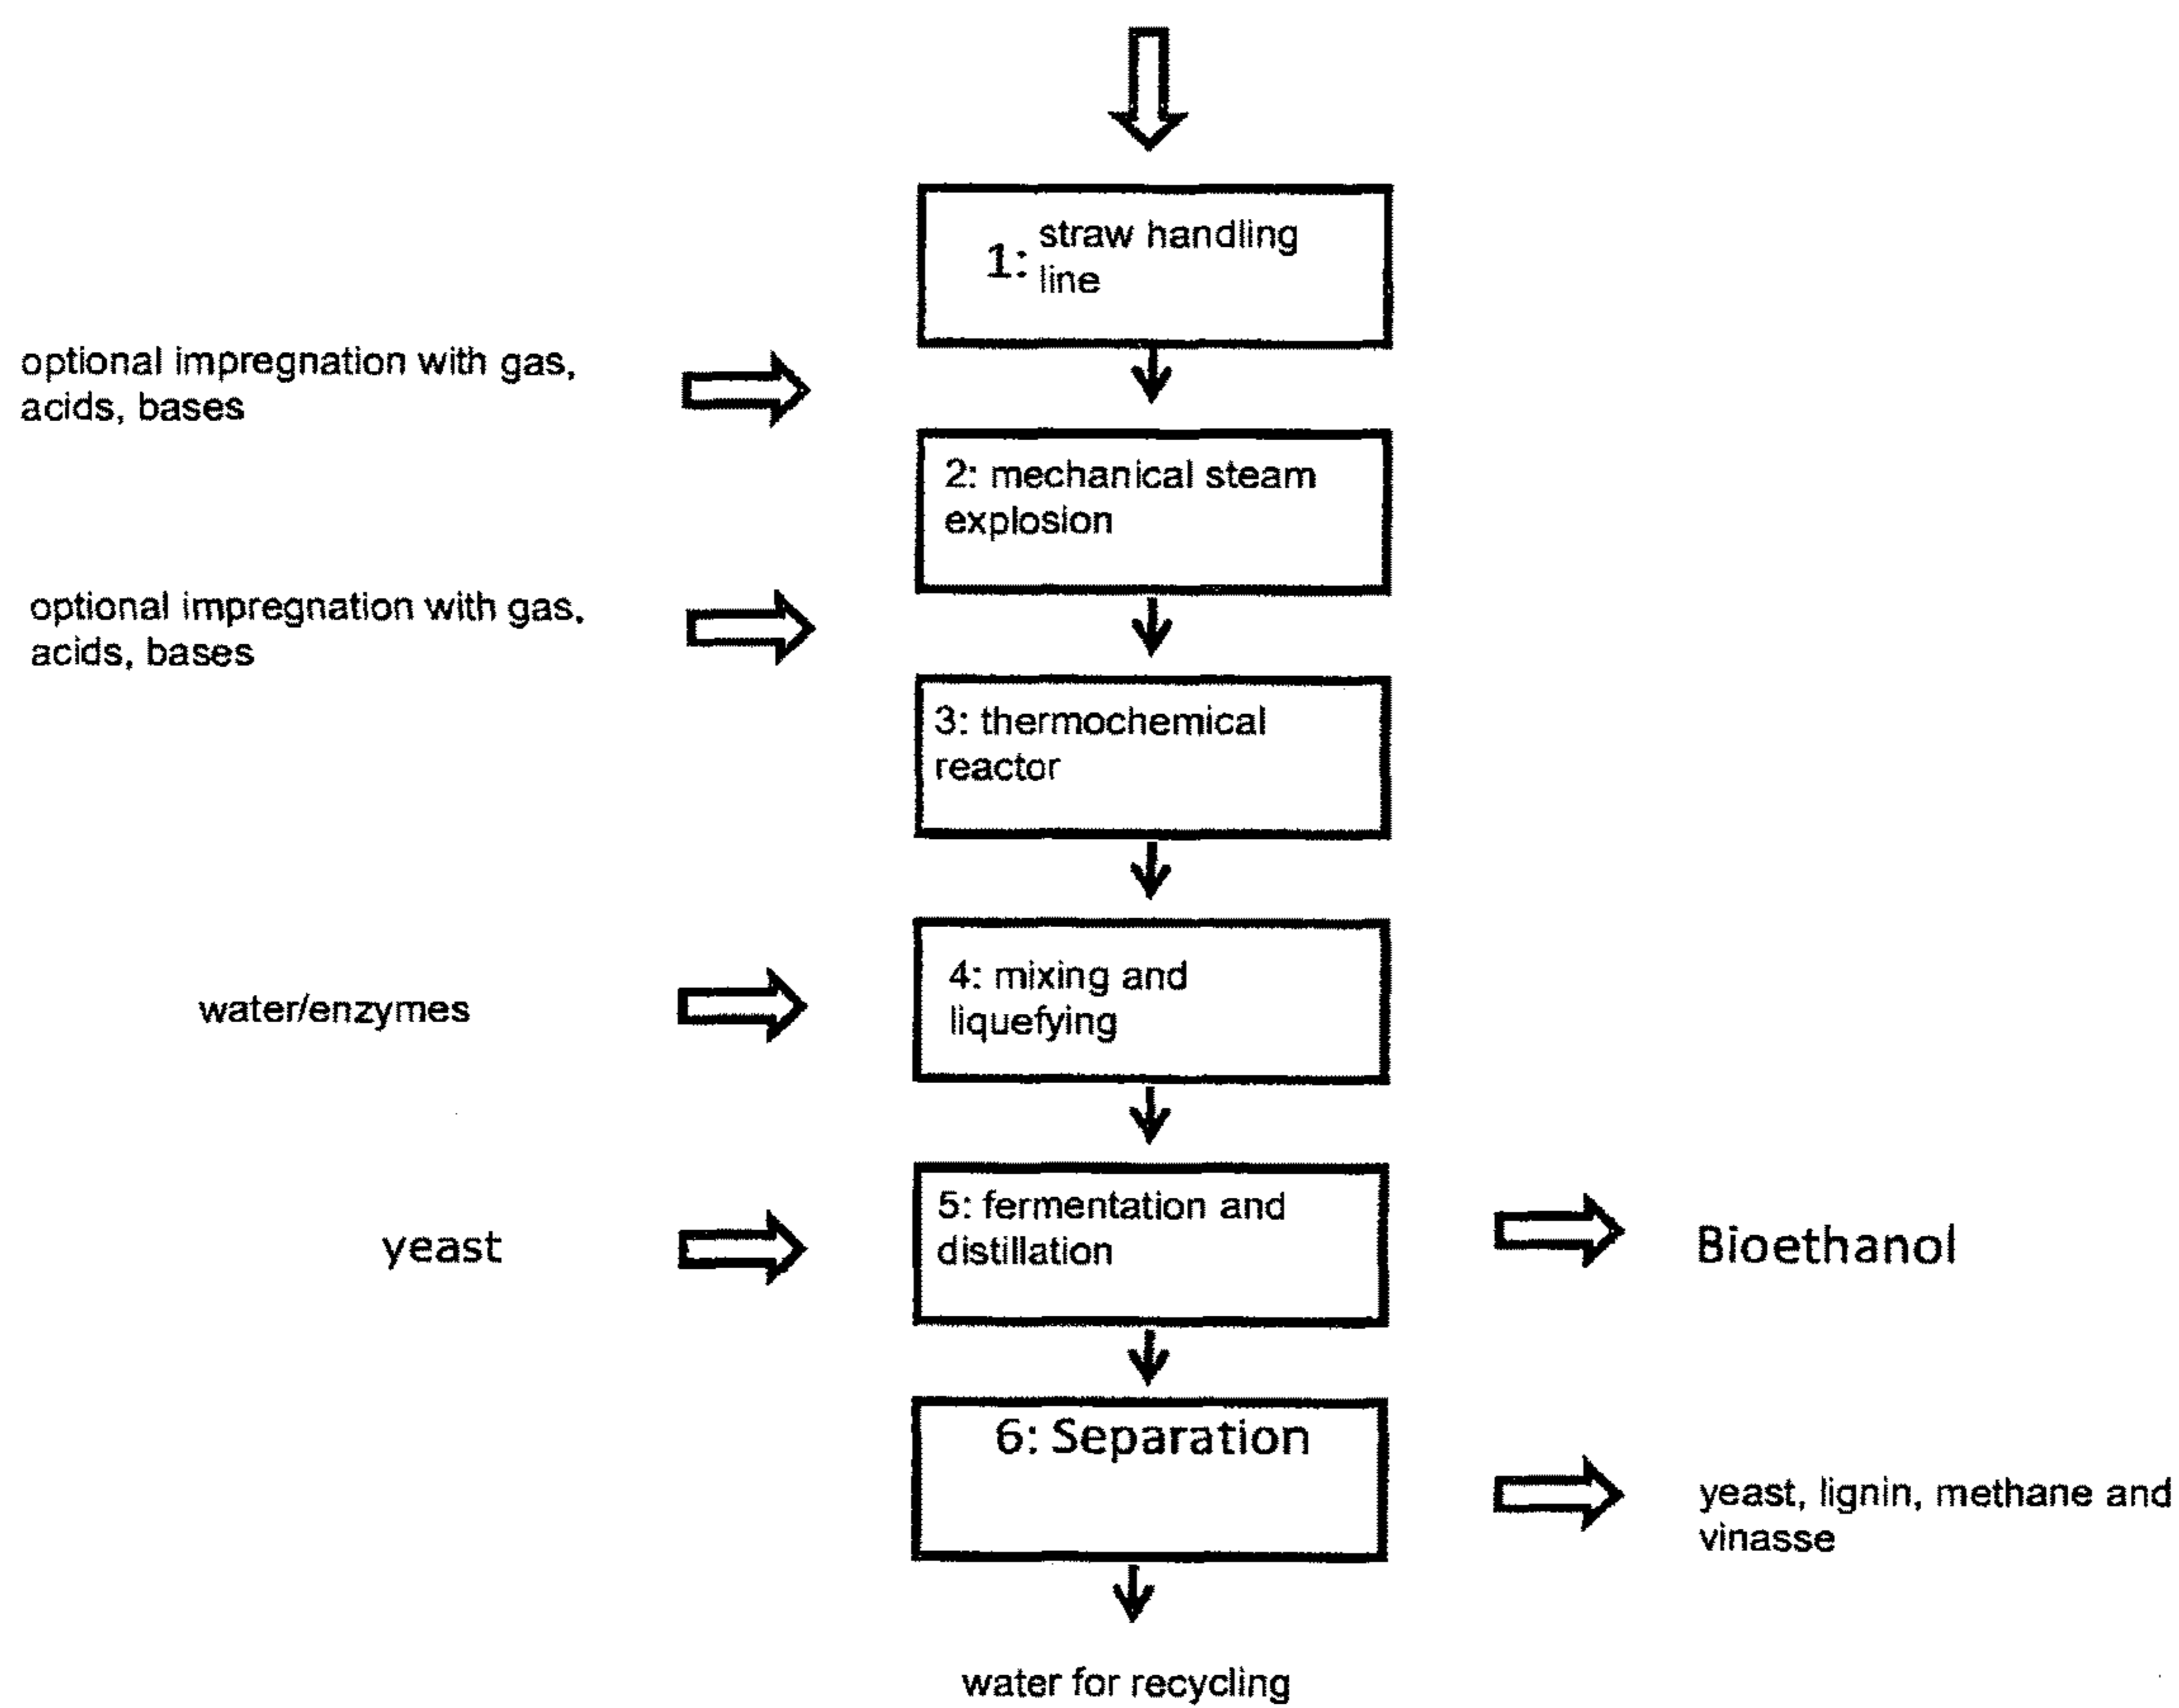 1: straw handling
line
optional impregnation with gas,
acids, bases
2: mechanical steam
explosion
optional impregnation with gas,
acids, bases
3: thermochemical
reactor
4: mixing and
liquefying
water/enzymes
5: fermentation and
distillation
yeast
Bioethanol
6: Separation
yeast, lignin, methane and
vinasse
water for recycling